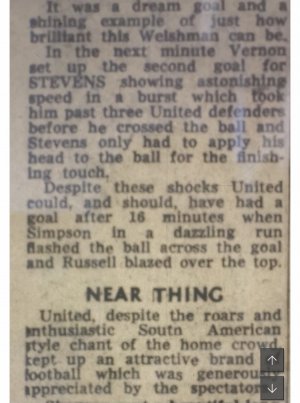 It was a dream goal and a
shining example of just how
brilliant this Welshman can be.
In the next minute Vernon
set up the second goal for
STEVENS showing astonishing
speed in a burst which took
him past three United defenders
before he crossed the ball and
Stevens only had to apply his
head to the ball for the finish-
ing touch.
Despite these shocks United
could, and should, have had a
goal after 16 minutes when
Simpson in a dazzling run
flashed the ball across the goal
and Russell blazed over the top.
NEAR THING
United, despite the roars and
enthusiastic South American
style chant of the home crowd,
kept up an attractive brand
football which was generously
appreciated by the spectators